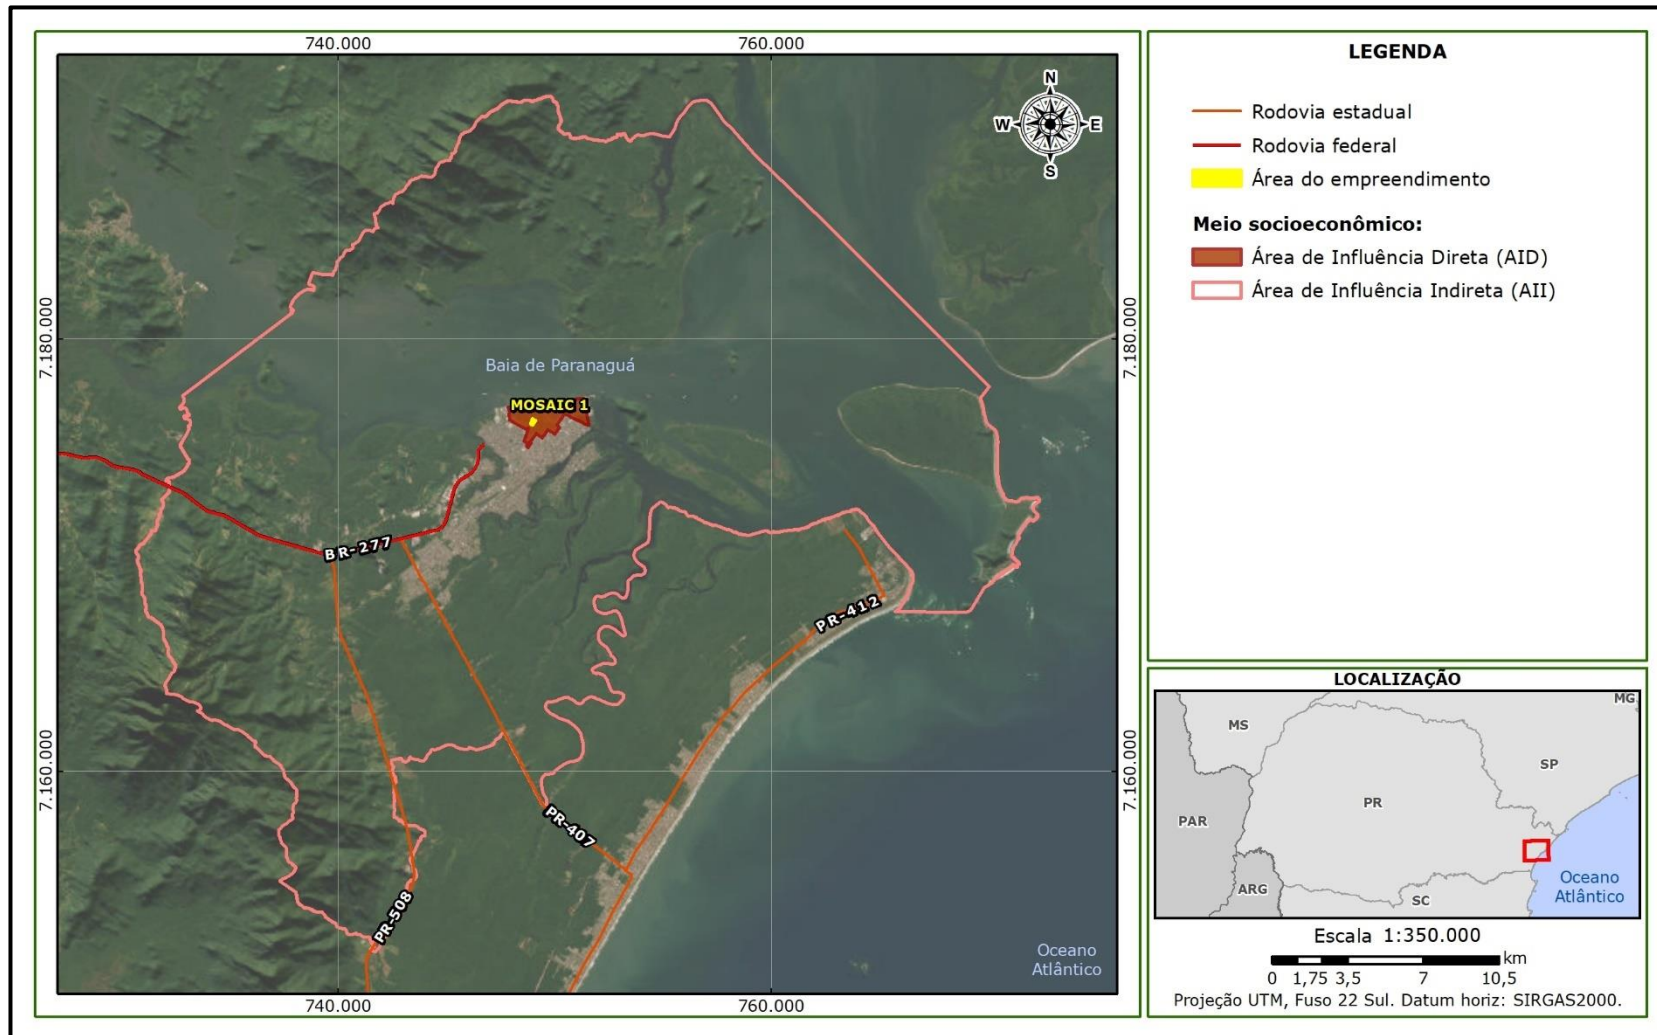 740.000
760.000
N
W
E
S
7.180.000
7.180.000
Baia de Paranaguá
MOSAIC 1
BR-277
PR-412
7.160.000
7.160.000
PR-407
PR-508
Oceano
Atlântico
740.000
760.000
LEGENDA
Rodovia estadual
Rodovia federal
Área do empreendimento
Meio socioeconômico:
Área de Influência Direta (AID)
Área de Influência Indireta (AII)
LOCALIZAÇÃO
MG
MS
SP
PR
PAR
ARG
SC
Oceano
Atlântico
Escala 1:350.000
km
0 1,75 3,5 7 10,5
Projeção UTM, Fuso 22 Sul. Datum horiz: SIRGAS2000.